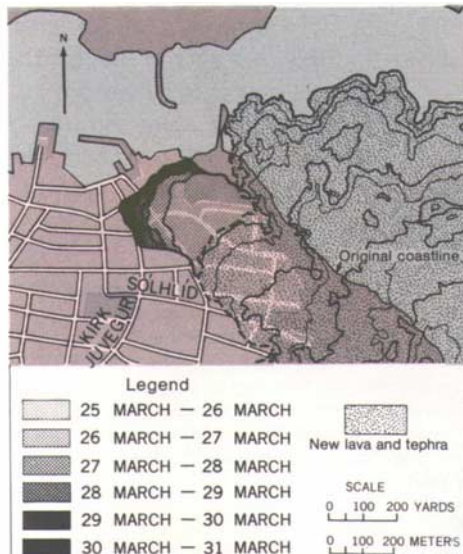 N
Original coastline
SÓLHLID
KIRK
JUVEGURI
Legend
25 MARCH – 26 MARCH
26 MARCH – 27 MARCH
27 MARCH – 28 MARCH
28 MARCH – 29 MARCH
29 MARCH – 30 MARCH
30 MARCH – 31 MARCH
New lava and tephra
SCALE
0 100 200 YARDS
0 100 200 METERS